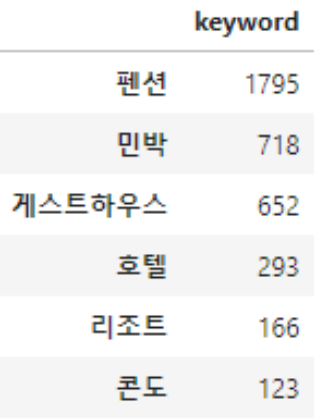 keyword
펜션 1795
민박 718
게스트하우스 652
호텔 293
리조트 166
콘도 123